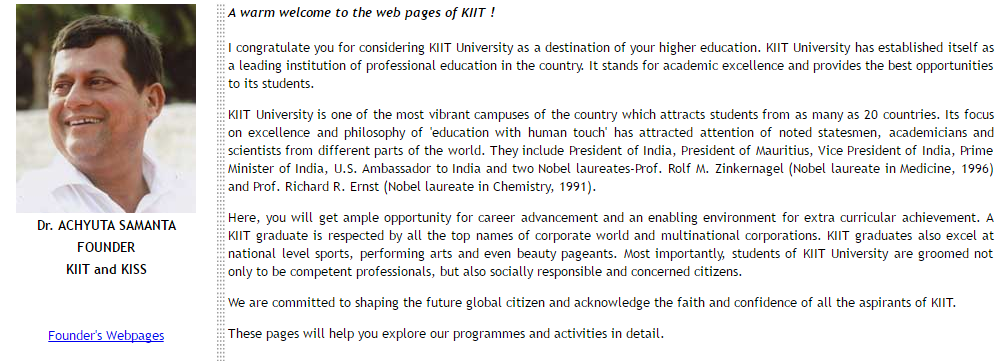 A warm welcome to the web pages of KIIT !
I congratulate you for considering KIIT University as a destination of your higher education. KIIT University has established itself as
a leading institution of professional education in the country. It stands for academic excellence and provides the best opportunities
to its students.
KIIT University is one of the most vibrant campuses of the country which attracts students from as many as 20 countries. Its focus
on excellence and philosophy of 'education with human touch' has attracted attention of noted statesmen, academicians and
scientists from different parts of the world. They include President of India, President of Mauritius, Vice President of India, Prime
Minister of India, U.S. Ambassador to India and two Nobel laureates-Prof. Rolf M. Zinkernagel (Nobel laureate in Medicine, 1996)
and Prof. Richard R. Ernst (Nobel laureate in Chemistry, 1991).
Here, you will get ample opportunity for career advancement and an enabling environment for extra curricular achievement. A
KIIT graduate is respected by all the top names of corporate world and multinational corporations. KIIT graduates also excel at
national level sports, performing arts and even beauty pageants. Most importantly, students of KIIT University are groomed not
only to be competent professionals, but also socially responsible and concerned citizens.
We are committed to shaping the future global citizen and acknowledge the faith and confidence of all the aspirants of KIIT.
These pages will help you explore our programmes and activities in detail.
Dr. ACHYUTA SAMANTA
FOUNDER
KIIT and KISS
Founder's Webpages